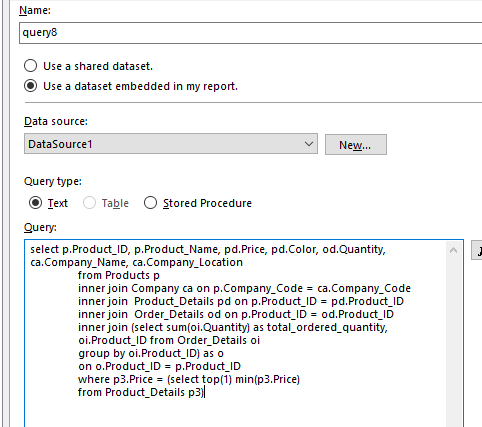 Name:
query8
Use a shared dataset.
Use a dataset embedded in my report.
Data source:
DataSource1
New...
Query type:
Text
Table
Stored Procedure
Query:
select p.Product_ID, p.Product_Name, pd.Price, pd.Color, od.Quantity,
ca.Company_Name, ca.Company_Location
from Products p
inner join Company ca on p.Company_Code = ca.Company_Code
inner join  Product_Details pd on p.Product_ID = pd.Product_ID
inner join  Order_Details od on p.Product_ID = od.Product_ID
inner join (select sum(oi.Quantity) as total_ordered_quantity,
oi.Product_ID from Order_Details oi
group by oi.Product_ID) as o
on o.Product_ID = p.Product_ID
where p3.Price = (select top(1) min(p3.Price)
from Product_Details p3)